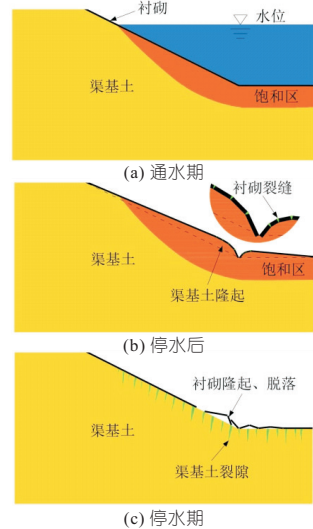 衬砌
水位
渠基土
饱和区
(a) 通水期
衬砌裂缝
渠基土
饱和区
渠基土隆起
(b) 停水后
衬砌隆起、脱落
渠基土
渠基土裂隙
(c) 停水期